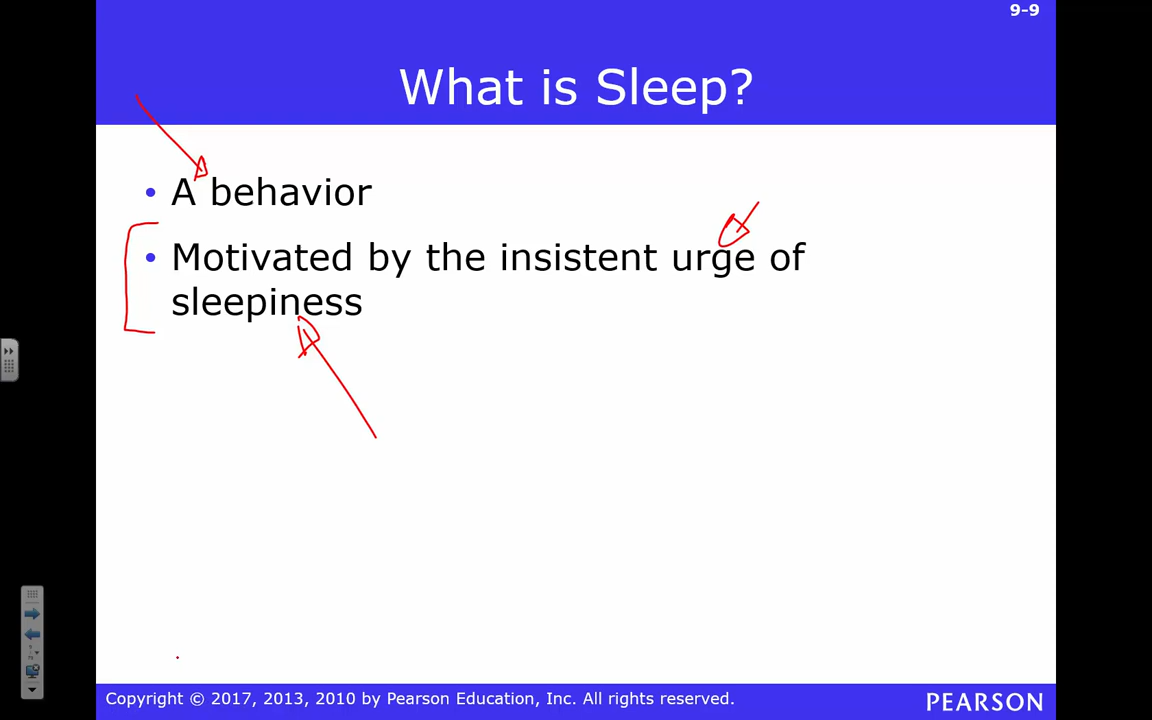 9-9
What is Sleep?
• A behavior
• Motivated by the insistent urge of
sleepiness
Copyright © 2017, 2013, 2010 by Pearson Education, Inc. All rights reserved.
PEARSON